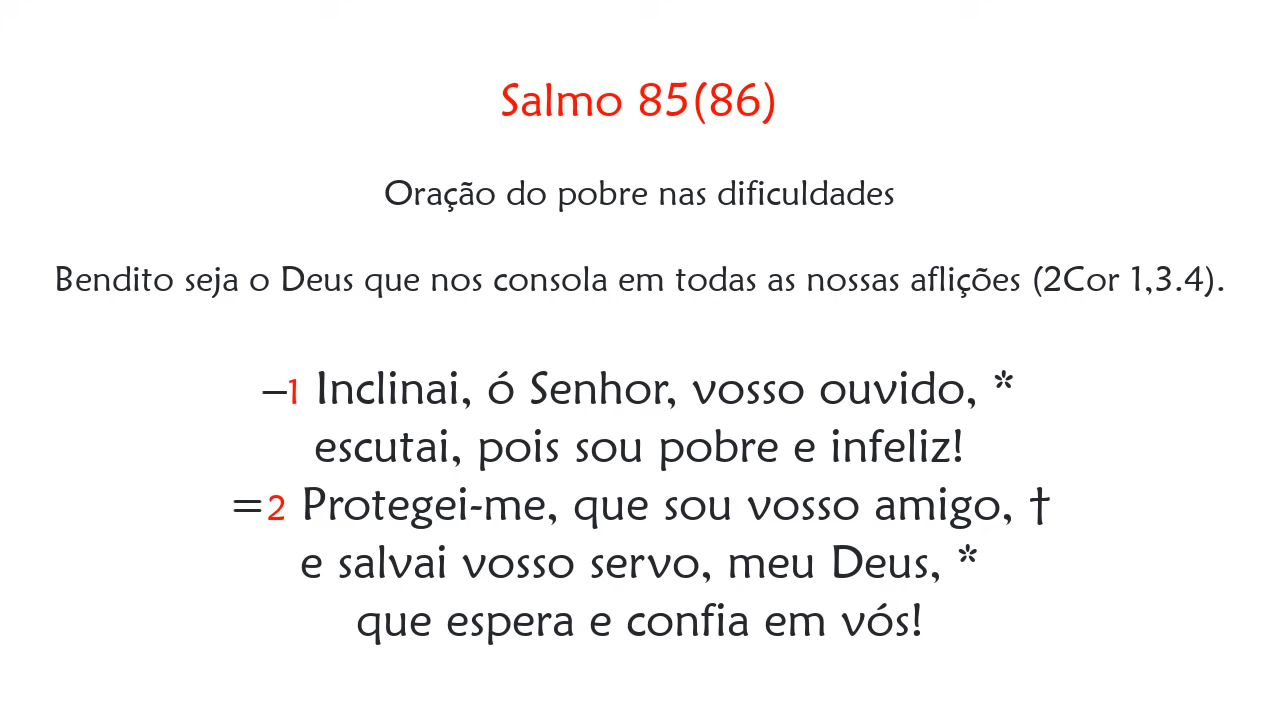 Salmo 85(86)
Oração do pobre nas dificuldades
Bendito seja o Deus que nos consola em todas as nossas aflições (2Cor 1,3.4).
–1 Inclinai, ó Senhor, vosso ouvido, *
escutai, pois sou pobre e infeliz!
=2 Protegei-me, que sou vosso amigo, †
e salvai vosso servo, meu Deus, *
que espera e confia em vós!